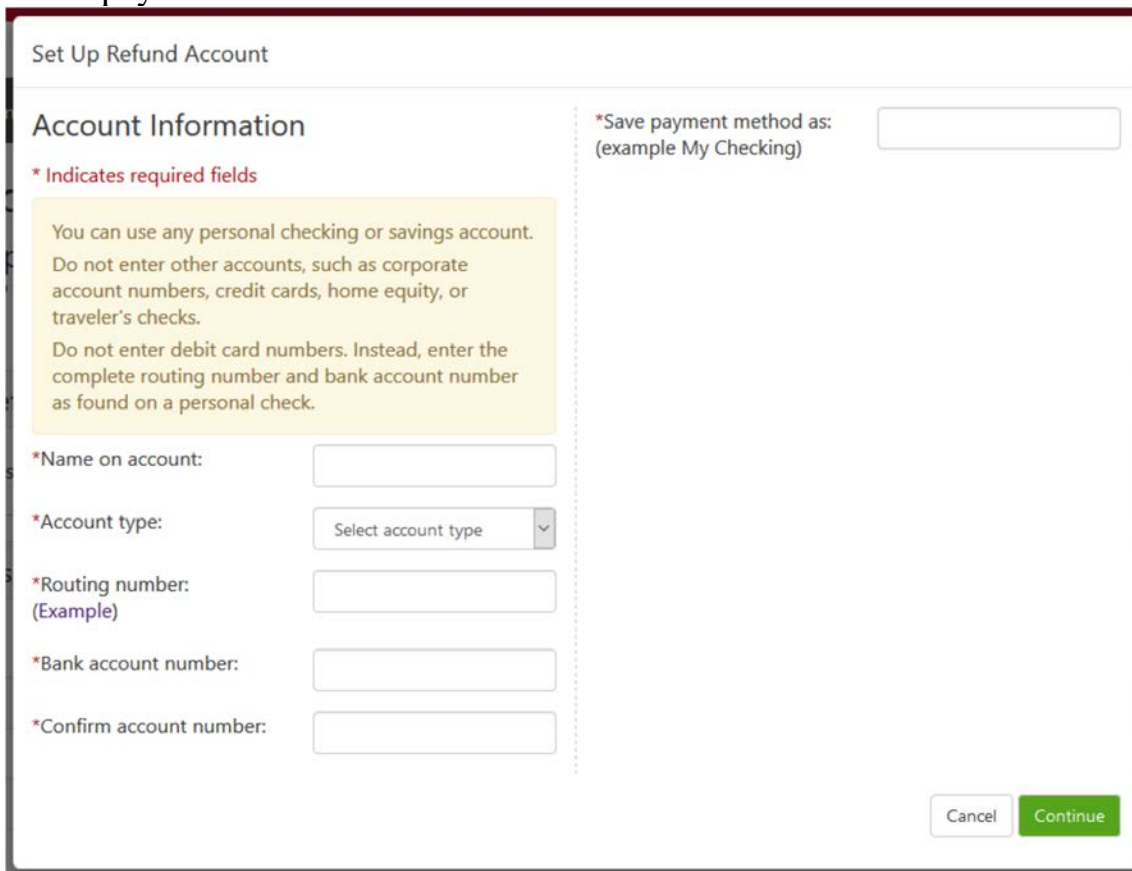 Set Up Refund Account
Account Information
* Indicates required fields
You can use any personal checking or savings account.
Do not enter other accounts, such as corporate
account numbers, credit cards, home equity, or
traveler's checks.
Do not enter debit card numbers. Instead, enter the
complete routing number and bank account number
as found on a personal check.
*Name on account:
*Account type:
Select account type
*Routing number:
(Example)
*Bank account number:
*Confirm account number:
*Save payment method as:
(example My Checking)
Cancel
Continue